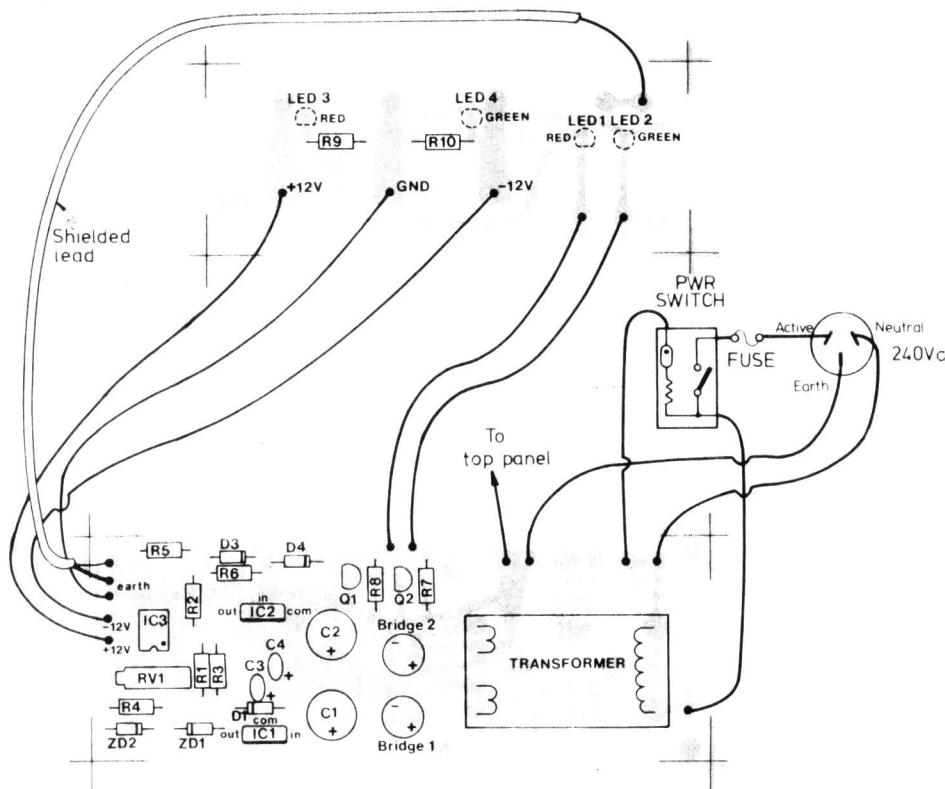 LED 3
RED
LED 4
GREEN
LED1 LED 2
RED
GREEN
R9
R10
+12V
GND
-12V
Shielded
lead
PWR
SWITCH
Active
Neutral
FUSE
240Vc
Earth
To
top panel
R5
D3
D4
R6
earth
Q1
R8
Q2
R7
R2
in
out IC2 com
-12V
IC3
+12V
C2
+
Bridge 2
-
+
TRANSFORMER
C4
+
C3
+
RV1
R1
R3
R4
D1
com
out IC1 in
C1
+
-
+
Bridge 1
ZD2
ZD1